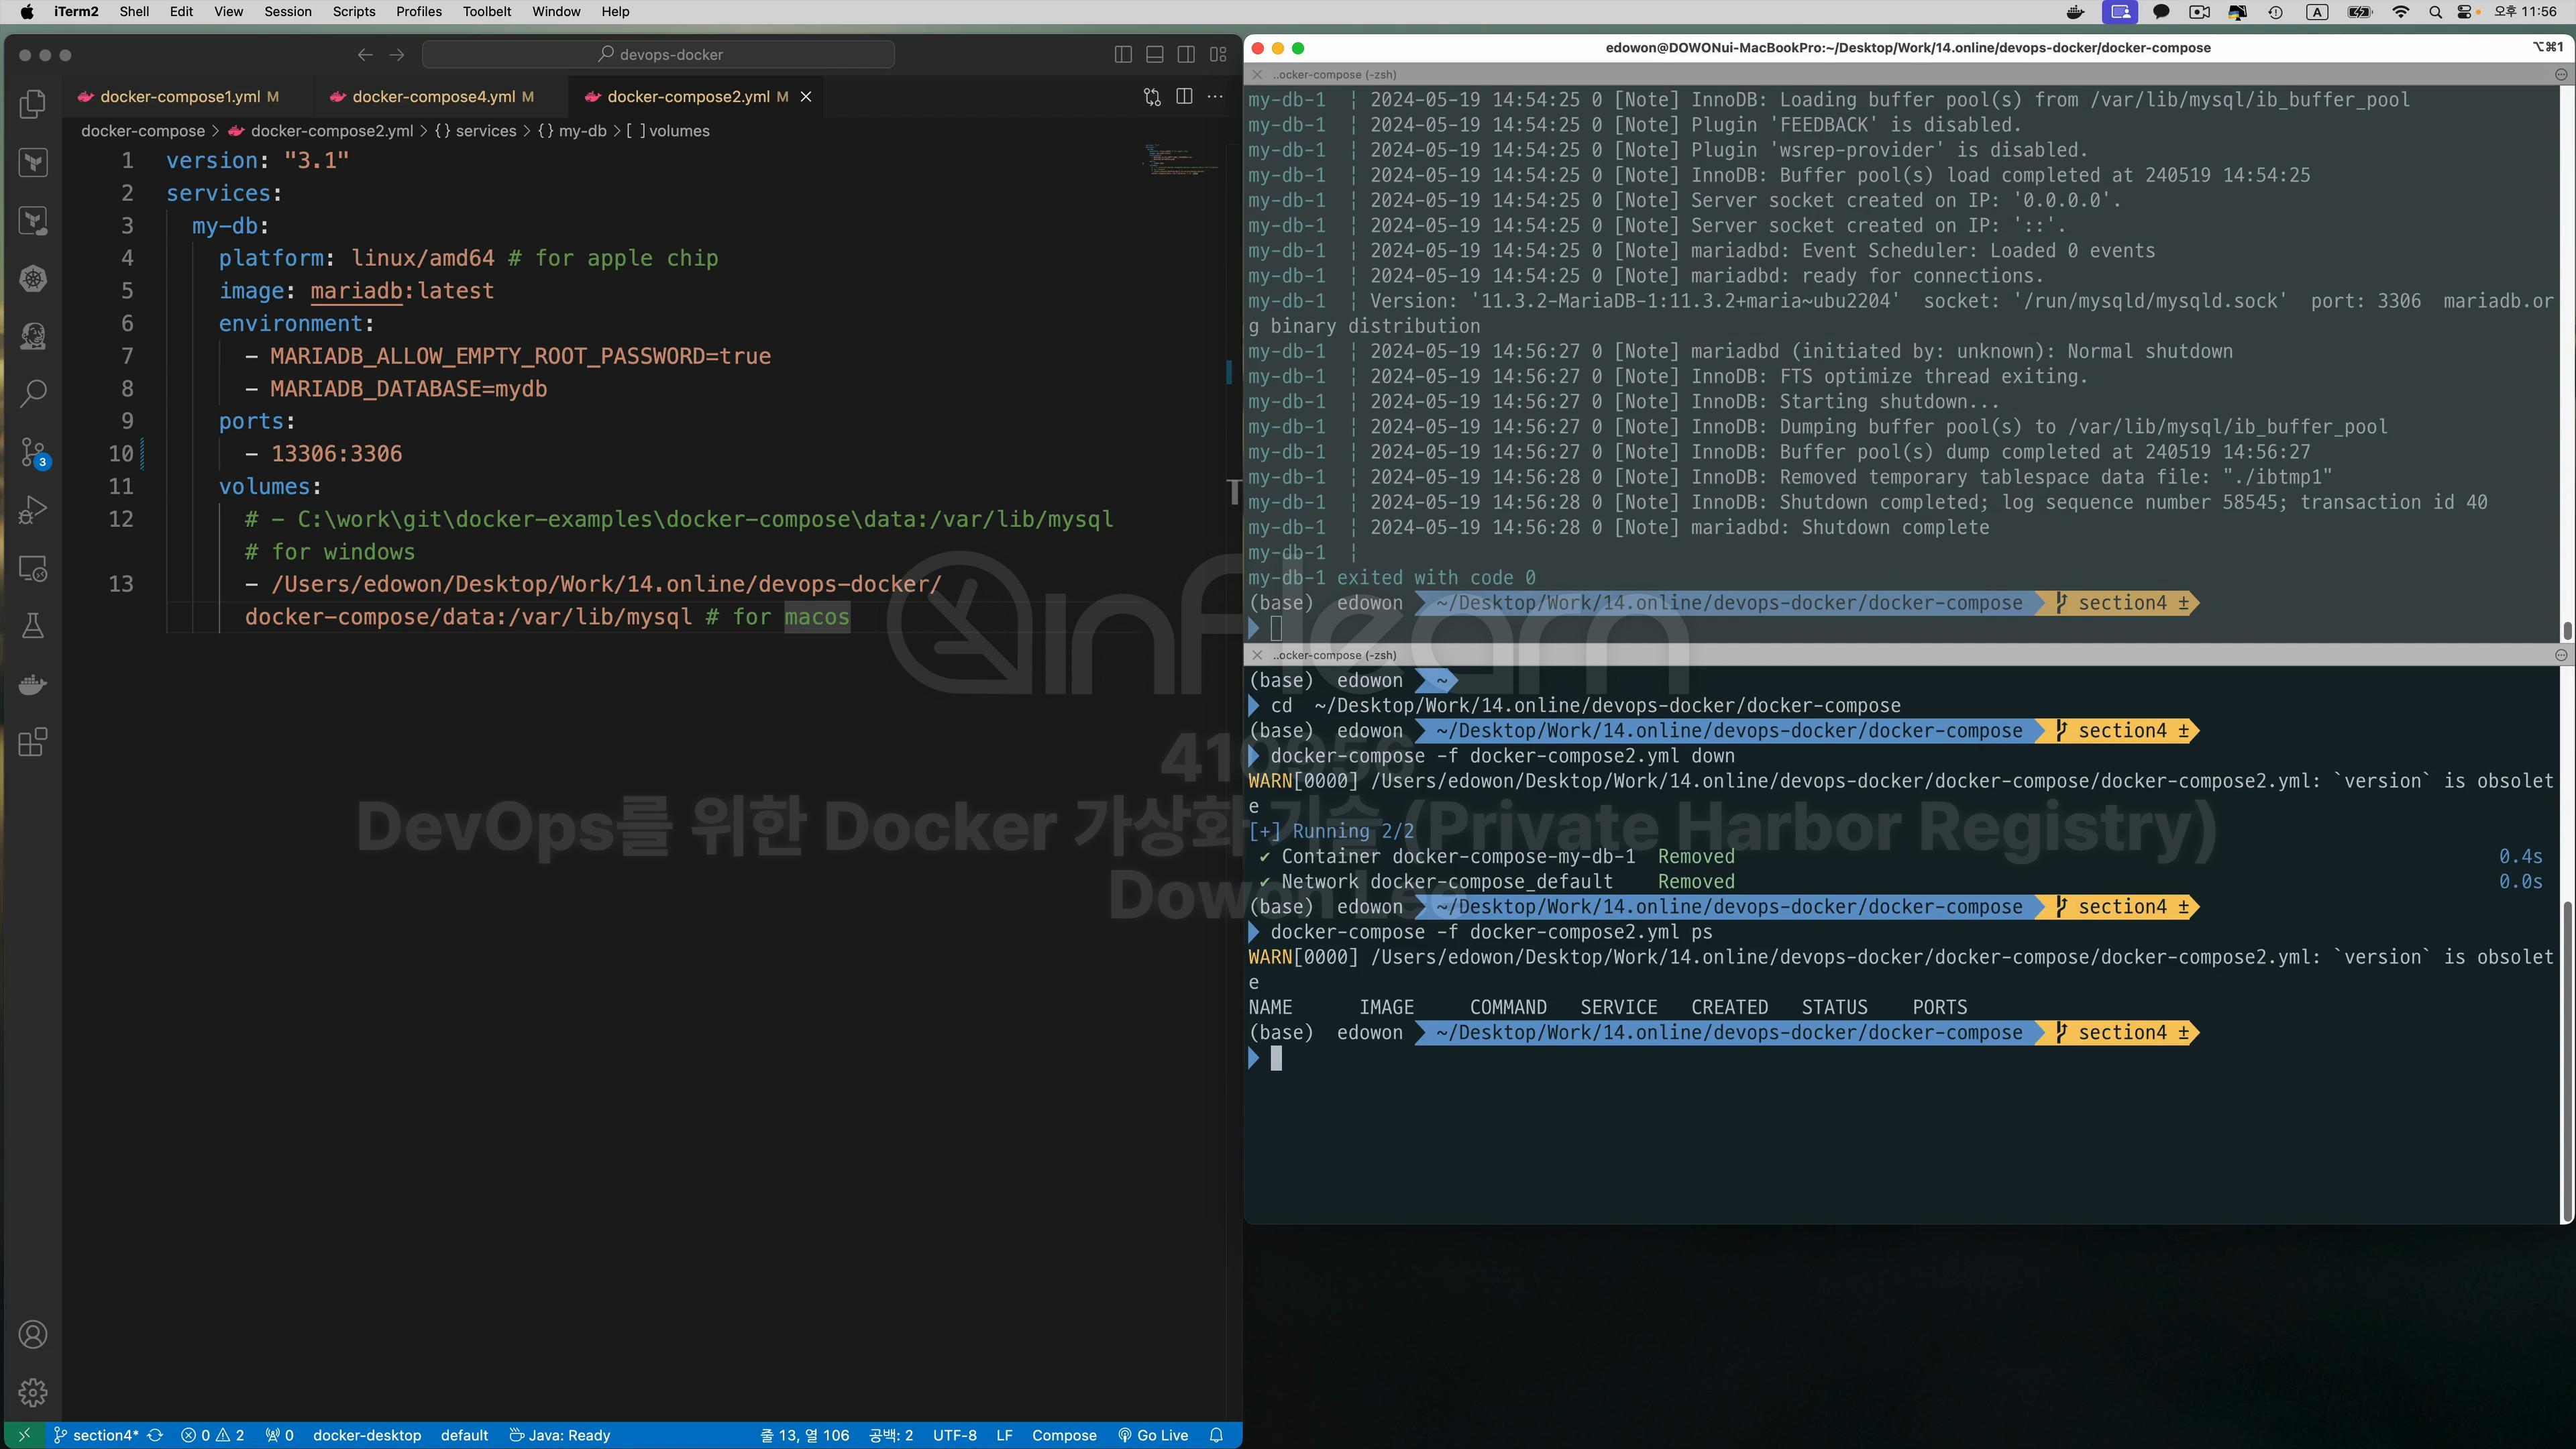 iTerm2 Shell Edit View Session Scripts Profiles Toolbelt Window Help
A
오후 11:56
devops-docker
docker-compose1.yml M
docker-compose4.yml M
docker-compose2.yml M
docker-compose > docker-compose2.yml > {} services > {} my-db > [ ] volumes
1 version: "3.1"
2 services:
3 my-db:
4 platform: linux/amd64 # for apple chip
5 image: mariadb:latest
6 environment:
7 - MARIADB_ALLOW_EMPTY_ROOT_PASSWORD=true
8 - MARIADB_DATABASE=mydb
9 ports:
10 - 13306:3306
11 volumes:
12 # - C:\work\git\docker-examples\docker-compose\data:/var/lib/mysql
# for windows
13 - /Users/edowon/Desktop/Work/14.online/devops-docker/
docker-compose/data:/var/lib/mysql # for macos
3
section4* 0 2 0 docker-desktop default Java: Ready 줄 13, 열 106 공백: 2 UTF-8 LF Compose Go Live
edowon@DOWONui-MacBookPro:~/Desktop/Work/14.online/devops-docker/docker-compose
⌥⌘1
..ocker-compose (-zsh)
my-db-1 ¦ 2024-05-19 14:54:25 0 [Note] InnoDB: Loading buffer pool(s) from /var/lib/mysql/ib_buffer_pool
my-db-1 ¦ 2024-05-19 14:54:25 0 [Note] Plugin 'FEEDBACK' is disabled.
my-db-1 ¦ 2024-05-19 14:54:25 0 [Note] Plugin 'wsrep-provider' is disabled.
my-db-1 ¦ 2024-05-19 14:54:25 0 [Note] InnoDB: Buffer pool(s) load completed at 240519 14:54:25
my-db-1 ¦ 2024-05-19 14:54:25 0 [Note] Server socket created on IP: '0.0.0.0'.
my-db-1 ¦ 2024-05-19 14:54:25 0 [Note] Server socket created on IP: '::'.
my-db-1 ¦ 2024-05-19 14:54:25 0 [Note] mariadbd: Event Scheduler: Loaded 0 events
my-db-1 ¦ 2024-05-19 14:54:25 0 [Note] mariadbd: ready for connections.
my-db-1 ¦ Version: '11.3.2-MariaDB-1:11.3.2+maria~ubu2204' socket: '/run/mysqld/mysqld.sock' port: 3306 mariadb.or
g binary distribution
my-db-1 ¦ 2024-05-19 14:56:27 0 [Note] mariadbd (initiated by: unknown): Normal shutdown
my-db-1 ¦ 2024-05-19 14:56:27 0 [Note] InnoDB: FTS optimize thread exiting.
my-db-1 ¦ 2024-05-19 14:56:27 0 [Note] InnoDB: Starting shutdown...
my-db-1 ¦ 2024-05-19 14:56:27 0 [Note] InnoDB: Dumping buffer pool(s) to /var/lib/mysql/ib_buffer_pool
my-db-1 ¦ 2024-05-19 14:56:27 0 [Note] InnoDB: Buffer pool(s) dump completed at 240519 14:56:27
my-db-1 ¦ 2024-05-19 14:56:28 0 [Note] InnoDB: Removed temporary tablespace data file: "./ibtmp1"
my-db-1 ¦ 2024-05-19 14:56:28 0 [Note] InnoDB: Shutdown completed; log sequence number 58545; transaction id 40
my-db-1 ¦ 2024-05-19 14:56:28 0 [Note] mariadbd: Shutdown complete
my-db-1 ¦
my-db-1 exited with code 0
(base) edowon ~/Desktop/Work/14.online/devops-docker/docker-compose section4 ±
..ocker-compose (-zsh)
(base) edowon ~
cd ~/Desktop/Work/14.online/devops-docker/docker-compose
(base) edowon ~/Desktop/Work/14.online/devops-docker/docker-compose section4 ±
docker-compose -f docker-compose2.yml down
WARN[0000] /Users/edowon/Desktop/Work/14.online/devops-docker/docker-compose/docker-compose2.yml: `version` is obsolet
e
[+] Running 2/2
✔ Container docker-compose-my-db-1 Removed 0.4s
✔ Network docker-compose_default Removed 0.0s
(base) edowon ~/Desktop/Work/14.online/devops-docker/docker-compose section4 ±
docker-compose -f docker-compose2.yml ps
WARN[0000] /Users/edowon/Desktop/Work/14.online/devops-docker/docker-compose/docker-compose2.yml: `version` is obsolet
e
NAME IMAGE COMMAND SERVICE CREATED STATUS PORTS
(base) edowon ~/Desktop/Work/14.online/devops-docker/docker-compose section4 ±
inflearn
DevOps를 위한 Docker 가상화 기술 (Private Harbor Registry)
Dowon Lee